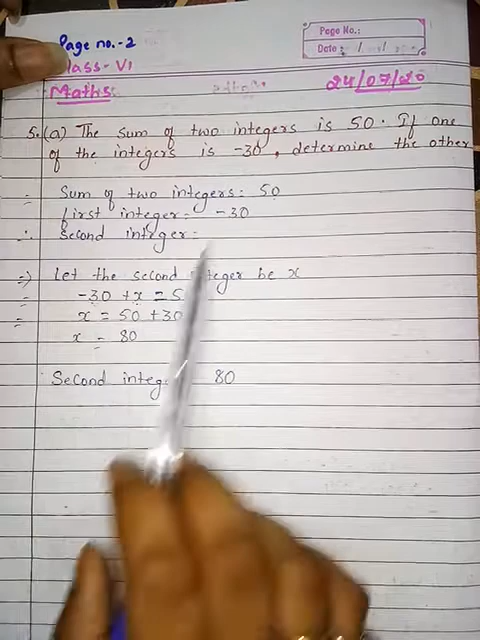 Page no.-2
Page No.:
Date: / /
Class-VI
Maths
24/07/20
5.(a) The sum of two integers is 50. If one
of the integers is -30, determine the other
= Sum of two integers= 50
first integer= -30
∴ Second integer=
=) Let the second integer be x
= -30 + x = 5
= x = 50 + 30
x = 80
Second integ 80